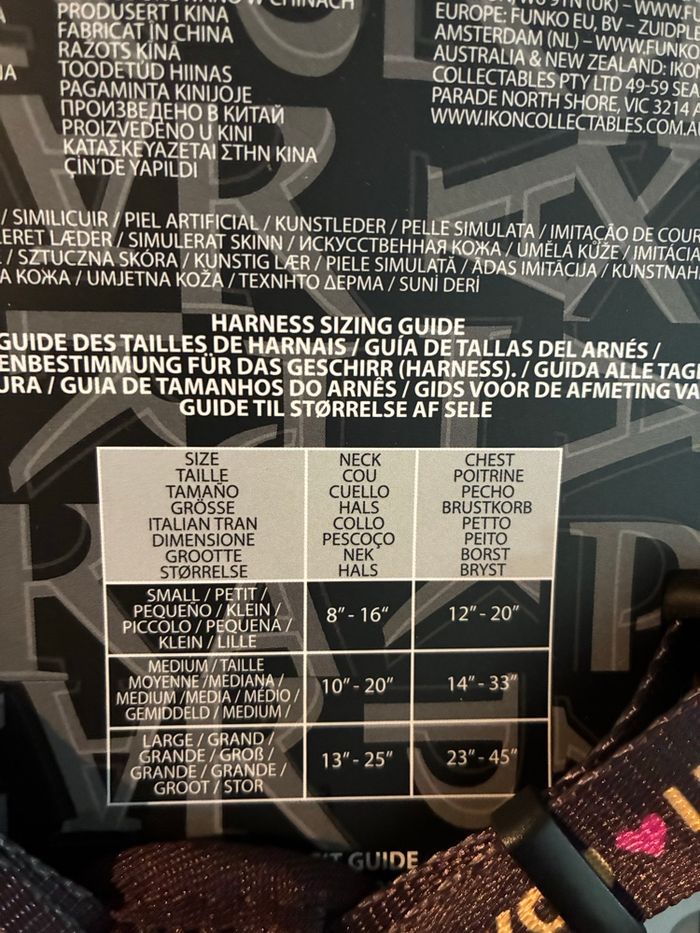 PRODUSERT I KINA
FABRICAT ÎN CHINA
RAZOTS ĶĪNĀ
TOODETUD HIINAS
PAGAMINTA KINIJOJE
ПРОИЗВЕДЕНО В КИТАЙ
PROIZVEDENO U KINI
ΚΑΤΑΣΚΕΥΑΖΕΤΑΙ ΣΤΗΝ ΚΙΝΑ
ÇİN'DE YAPILDI
EUROPE: FUNKO EU, BV – ZUIDPLE
AMSTERDAM (NL) – WWW.FUNKO
AUSTRALIA & NEW ZEALAND: IKON
COLLECTABLES PTY LTD 49-59 SEA
PARADE NORTH SHORE, VIC 3214 A
WWW.IKONCOLLECTABLES.COM.AU
/ SIMILICUIR / PIEL ARTIFICIAL / KUNSTLEDER / PELLE SIMULATA / IMITAÇÃO DE COUR
LERET LÆDER / SIMULERAT SKINN / ИСКУССТВЕННАЯ КОЖА / UMĚLÁ KŮŽE / IMITÁCIA
/ SZTUCZNA SKÓRA / KUNSTIG LÆR / PIELE SIMULATĂ / ĀDAS IMITĀCIJA / KUNSTNAH
А КОЖА / UMJETNA KOŽA / ΤΕΧΝΗΤΟ ΔΕΡΜΑ / SUNİ DERİ
HARNESS SIZING GUIDE
GUIDE DES TAILLES DE HARNAIS / GUÍA DE TALLAS DEL ARNÉS /
ENBESTIMMUNG FÜR DAS GESCHIRR (HARNESS). / GUIDA ALLE TAGL
URA / GUIA DE TAMANHOS DO ARNÊS / GIDS VOOR DE AFMETING VA
GUIDE TIL STØRRELSE AF SELE
SIZE
TAILLE
TAMAÑO
GRÖSSE
ITALIAN TRAN
DIMENSIONE
GROOTTE
STØRRELSE
NECK
COU
CUELLO
HALS
COLLO
PESCOÇO
NEK
HALS
CHEST
POITRINE
PECHO
BRUSTKORB
PETTO
PEITO
BORST
BRYST
SMALL / PETIT /
PEQUEÑO / KLEIN /
PICCOLO / PEQUENA /
KLEIN / LILLE
8” - 16“
12” - 20”
MEDIUM / TAILLE
MOYENNE /MEDIANA /
MEDIUM /MEDIA / MÉDIO /
GEMIDDELD / MEDIUM /
10” - 20”
14” - 33”
LARGE / GRAND /
GRANDE / GROß /
GRANDE / GRANDE /
GROOT / STOR
13” - 25”
23” - 45”
GUIDE